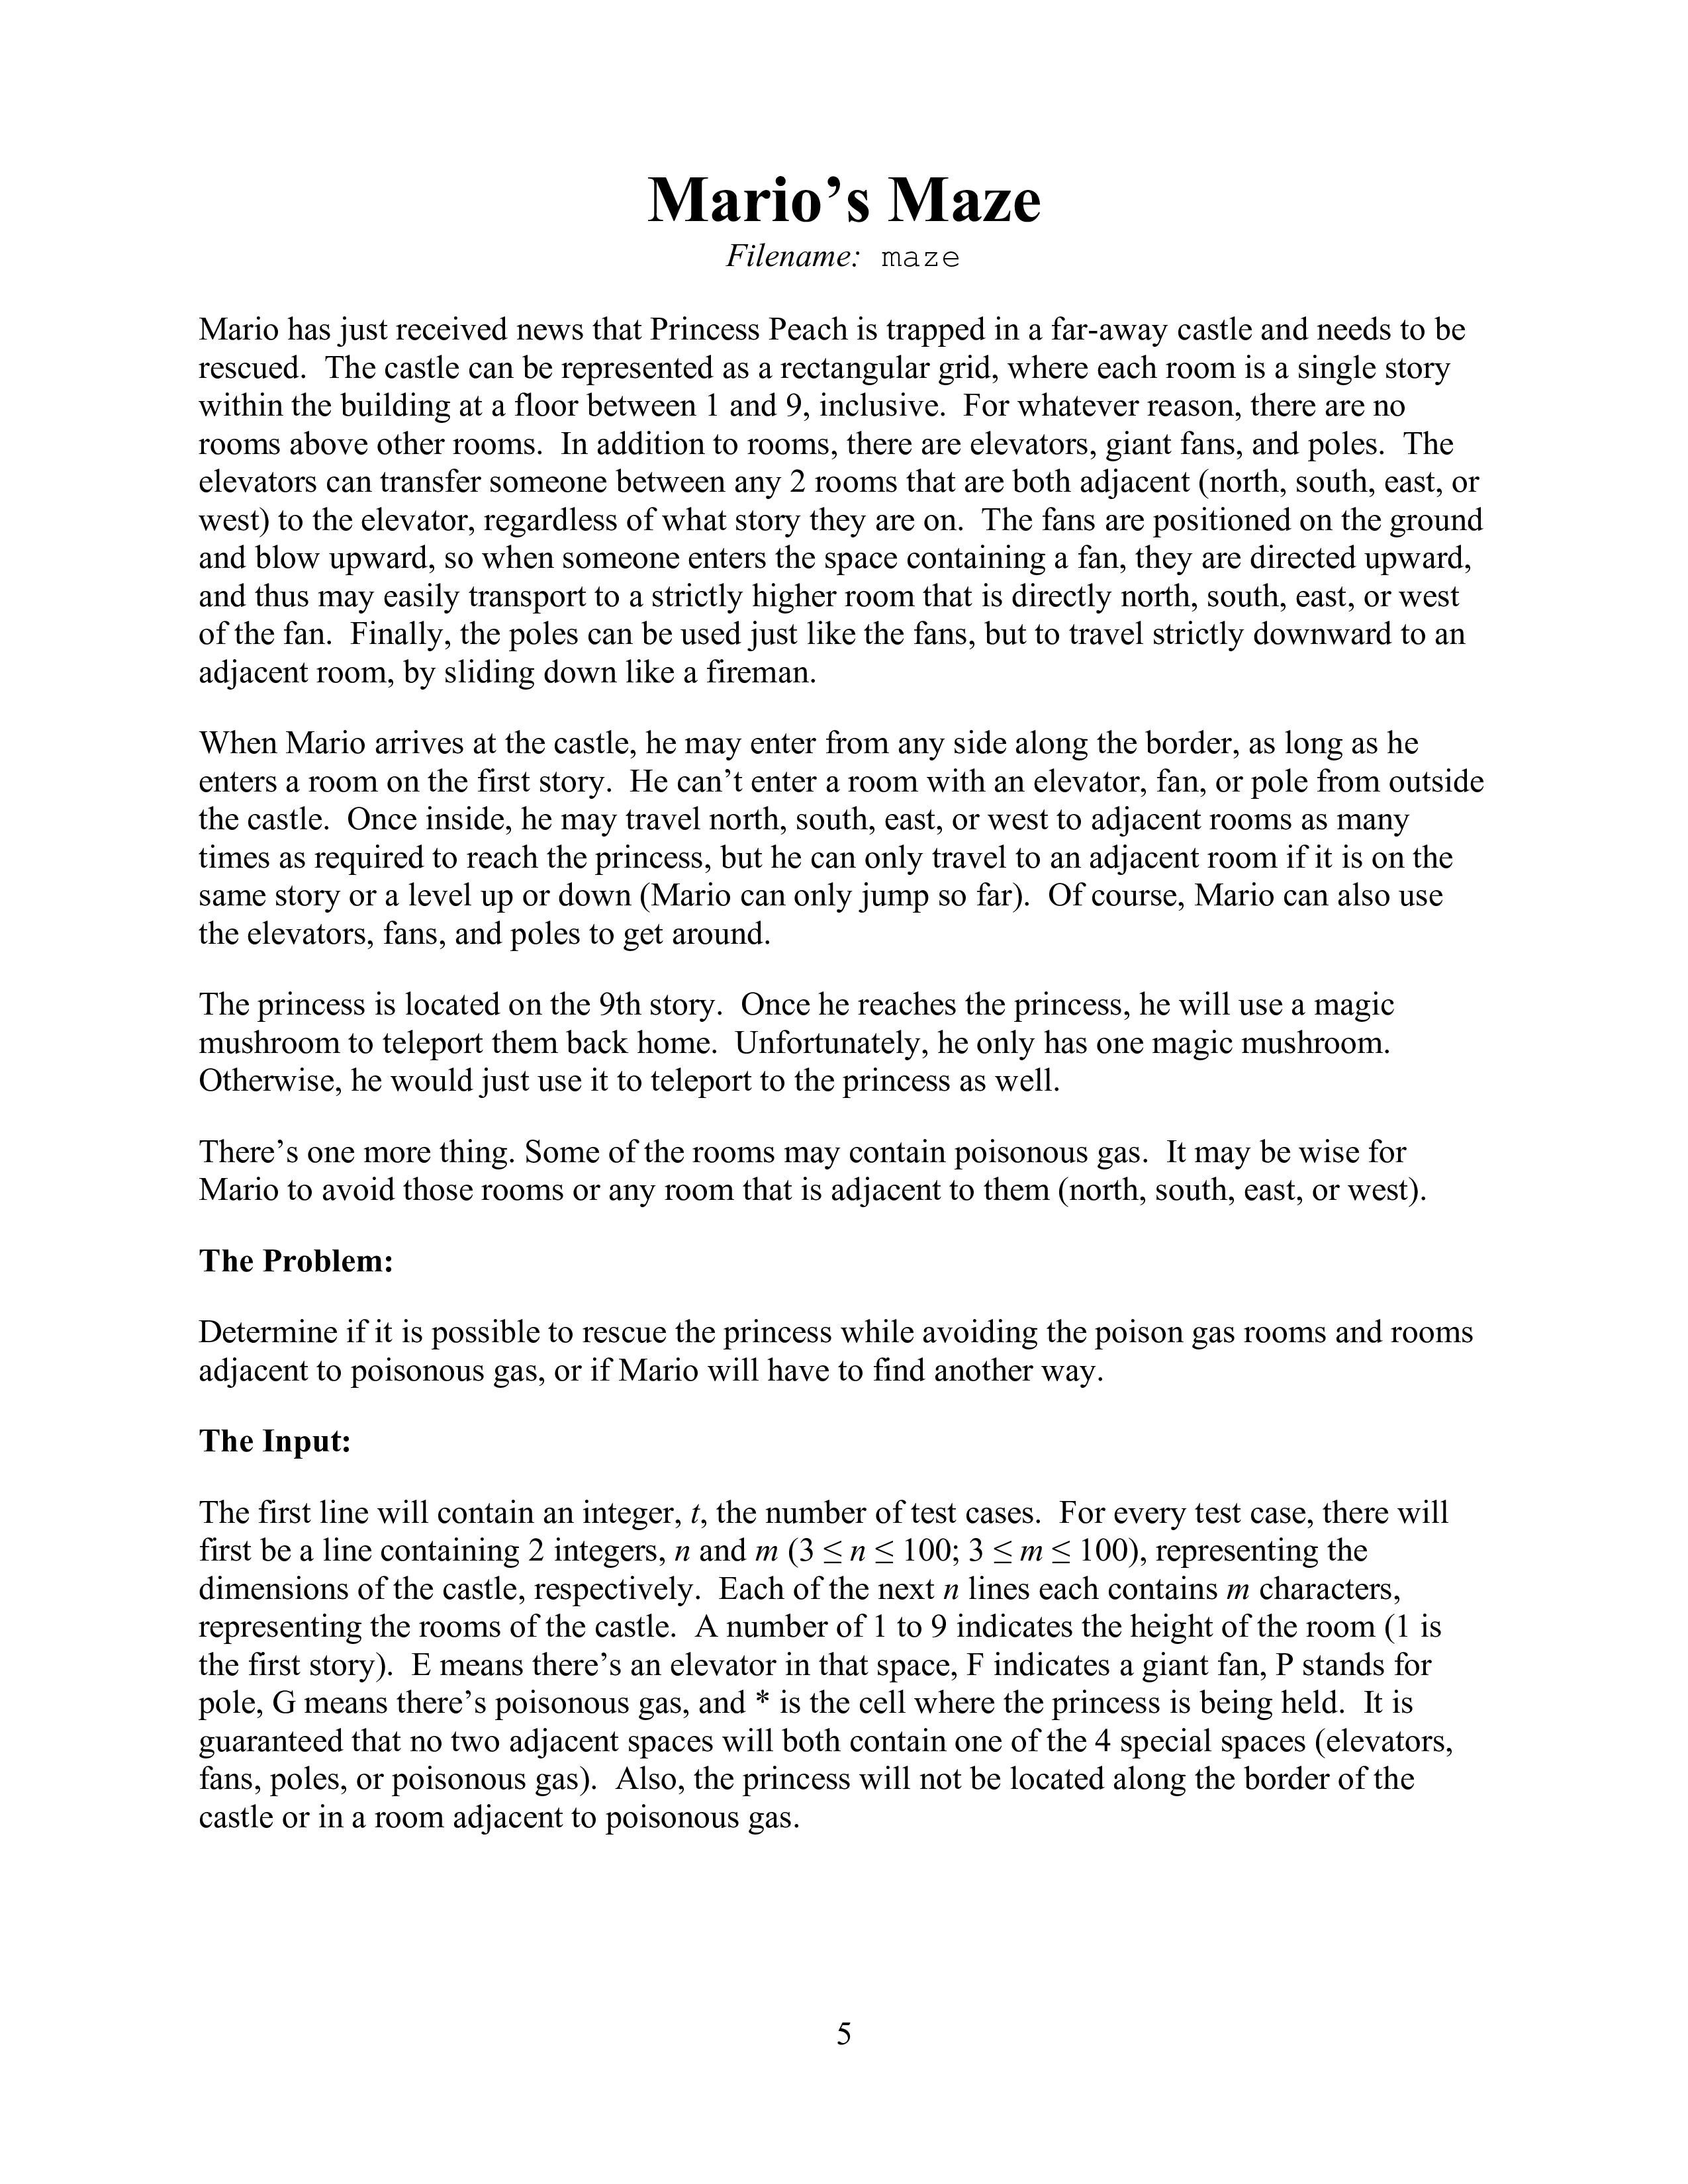 Mario’s Maze
Filename: maze
Mario has just received news that Princess Peach is trapped in a far-away castle and needs to be
rescued. The castle can be represented as a rectangular grid, where each room is a single story
within the building at a floor between 1 and 9, inclusive. For whatever reason, there are no
rooms above other rooms. In addition to rooms, there are elevators, giant fans, and poles. The
elevators can transfer someone between any 2 rooms that are both adjacent (north, south, east, or
west) to the elevator, regardless of what story they are on. The fans are positioned on the ground
and blow upward, so when someone enters the space containing a fan, they are directed upward,
and thus may easily transport to a strictly higher room that is directly north, south, east, or west
of the fan. Finally, the poles can be used just like the fans, but to travel strictly downward to an
adjacent room, by sliding down like a fireman.
When Mario arrives at the castle, he may enter from any side along the border, as long as he
enters a room on the first story. He can’t enter a room with an elevator, fan, or pole from outside
the castle. Once inside, he may travel north, south, east, or west to adjacent rooms as many
times as required to reach the princess, but he can only travel to an adjacent room if it is on the
same story or a level up or down (Mario can only jump so far). Of course, Mario can also use
the elevators, fans, and poles to get around.
The princess is located on the 9th story. Once he reaches the princess, he will use a magic
mushroom to teleport them back home. Unfortunately, he only has one magic mushroom.
Otherwise, he would just use it to teleport to the princess as well.
There’s one more thing. Some of the rooms may contain poisonous gas. It may be wise for
Mario to avoid those rooms or any room that is adjacent to them (north, south, east, or west).
The Problem:
Determine if it is possible to rescue the princess while avoiding the poison gas rooms and rooms
adjacent to poisonous gas, or if Mario will have to find another way.
The Input:
The first line will contain an integer, t, the number of test cases. For every test case, there will
first be a line containing 2 integers, n and m (3 ≤ n ≤ 100; 3 ≤ m ≤ 100), representing the
dimensions of the castle, respectively. Each of the next n lines each contains m characters,
representing the rooms of the castle. A number of 1 to 9 indicates the height of the room (1 is
the first story). E means there’s an elevator in that space, F indicates a giant fan, P stands for
pole, G means there’s poisonous gas, and * is the cell where the princess is being held. It is
guaranteed that no two adjacent spaces will both contain one of the 4 special spaces (elevators,
fans, poles, or poisonous gas). Also, the princess will not be located along the border of the
castle or in a room adjacent to poisonous gas.
5